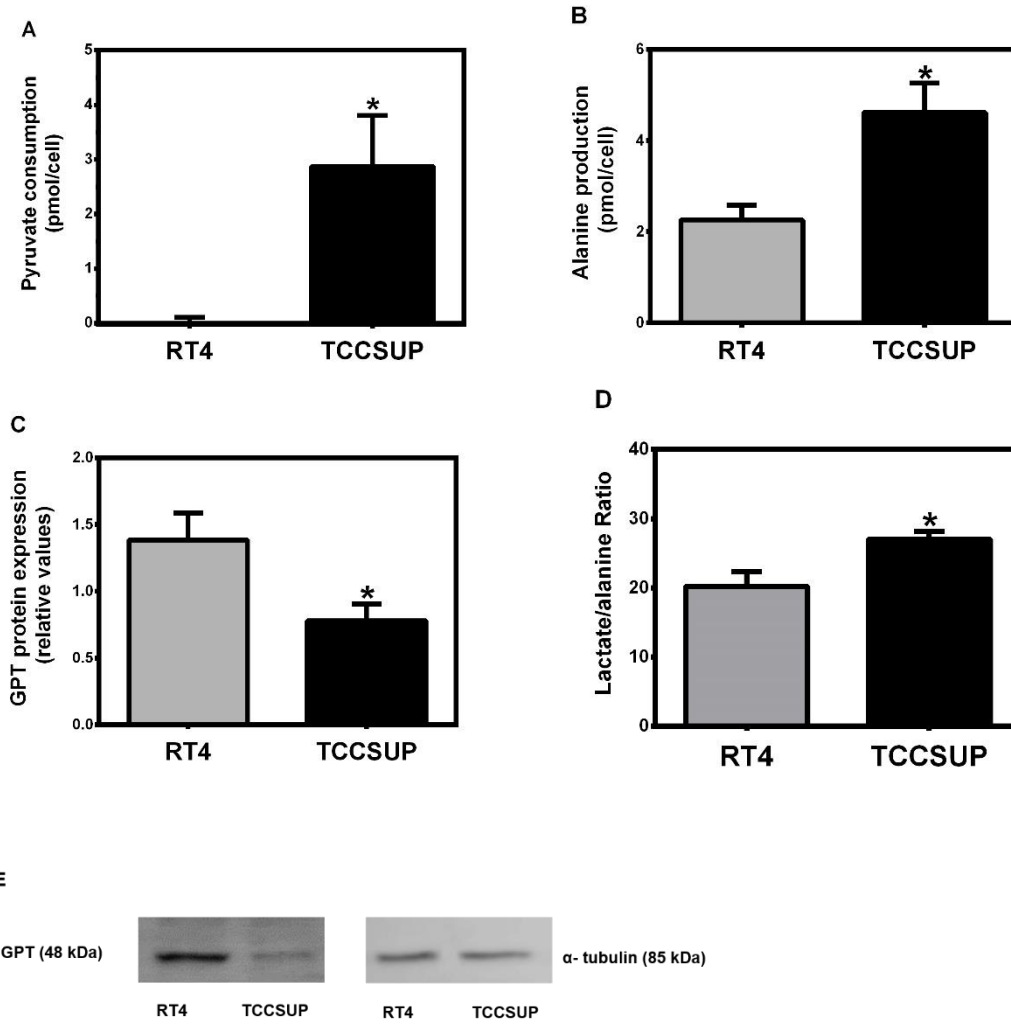 A
Pyruvate consumption
(pmol/cell)
5
4
3
2
1
0
*
RT4 TCCSUP
B
Alanine production
(pmol/cell)
6
4
2
0
*
RT4 TCCSUP
C
GPT protein expression
(relative values)
2.0
1.5
1.0
0.5
0.0
*
RT4 TCCSUP
D
Lactate/alanine Ratio
40
30
20
10
0
*
RT4 TCCSUP
E
GPT (48 kDa) α- tubulin (85 kDa)
RT4 TCCSUP RT4 TCCSUP